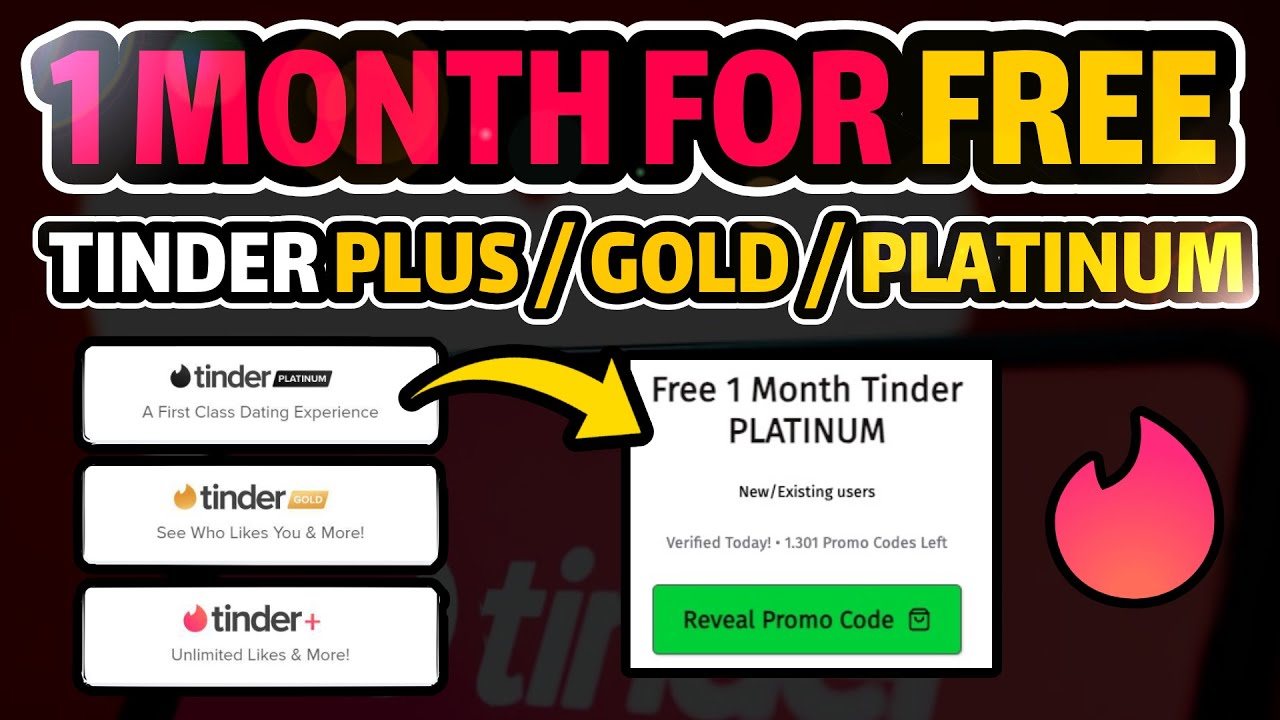 1 MONTH FOR FREE
TINDER PLUS / GOLD / PLATINUM
tinder PLATINUM
A First Class Dating Experience
tinder GOLD
See Who Likes You & More!
tinder+
Unlimited Likes & More!
Free 1 Month Tinder
PLATINUM
New/Existing users
Verified Today! • 1.301 Promo Codes Left
Reveal Promo Code
tinder